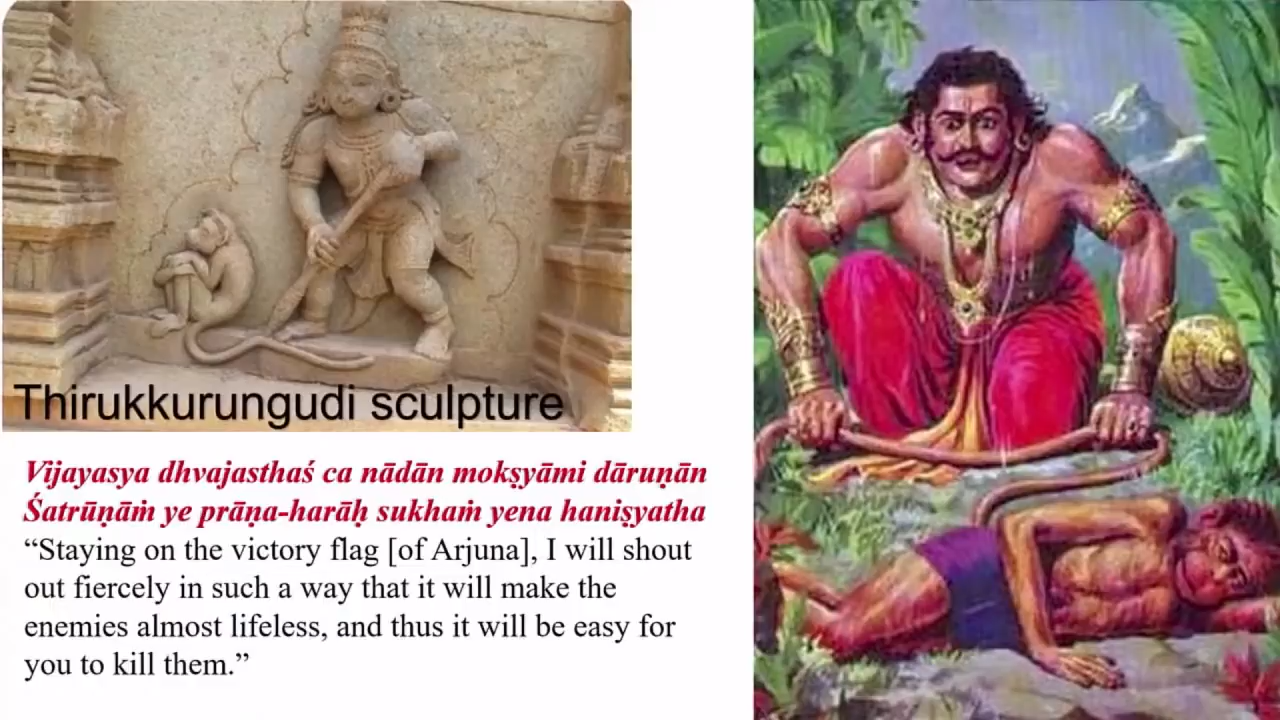 Thirukkurungudi sculpture
Vijayasya dhvajasthaś ca nādān mokṣyāmi dāruṇān
Śatrūṇāṁ ye prāṇa-harāḥ sukhaṁ yena haniṣyatha
“Staying on the victory flag [of Arjuna], I will shout
out fiercely in such a way that it will make the
enemies almost lifeless, and thus it will be easy for
you to kill them.”